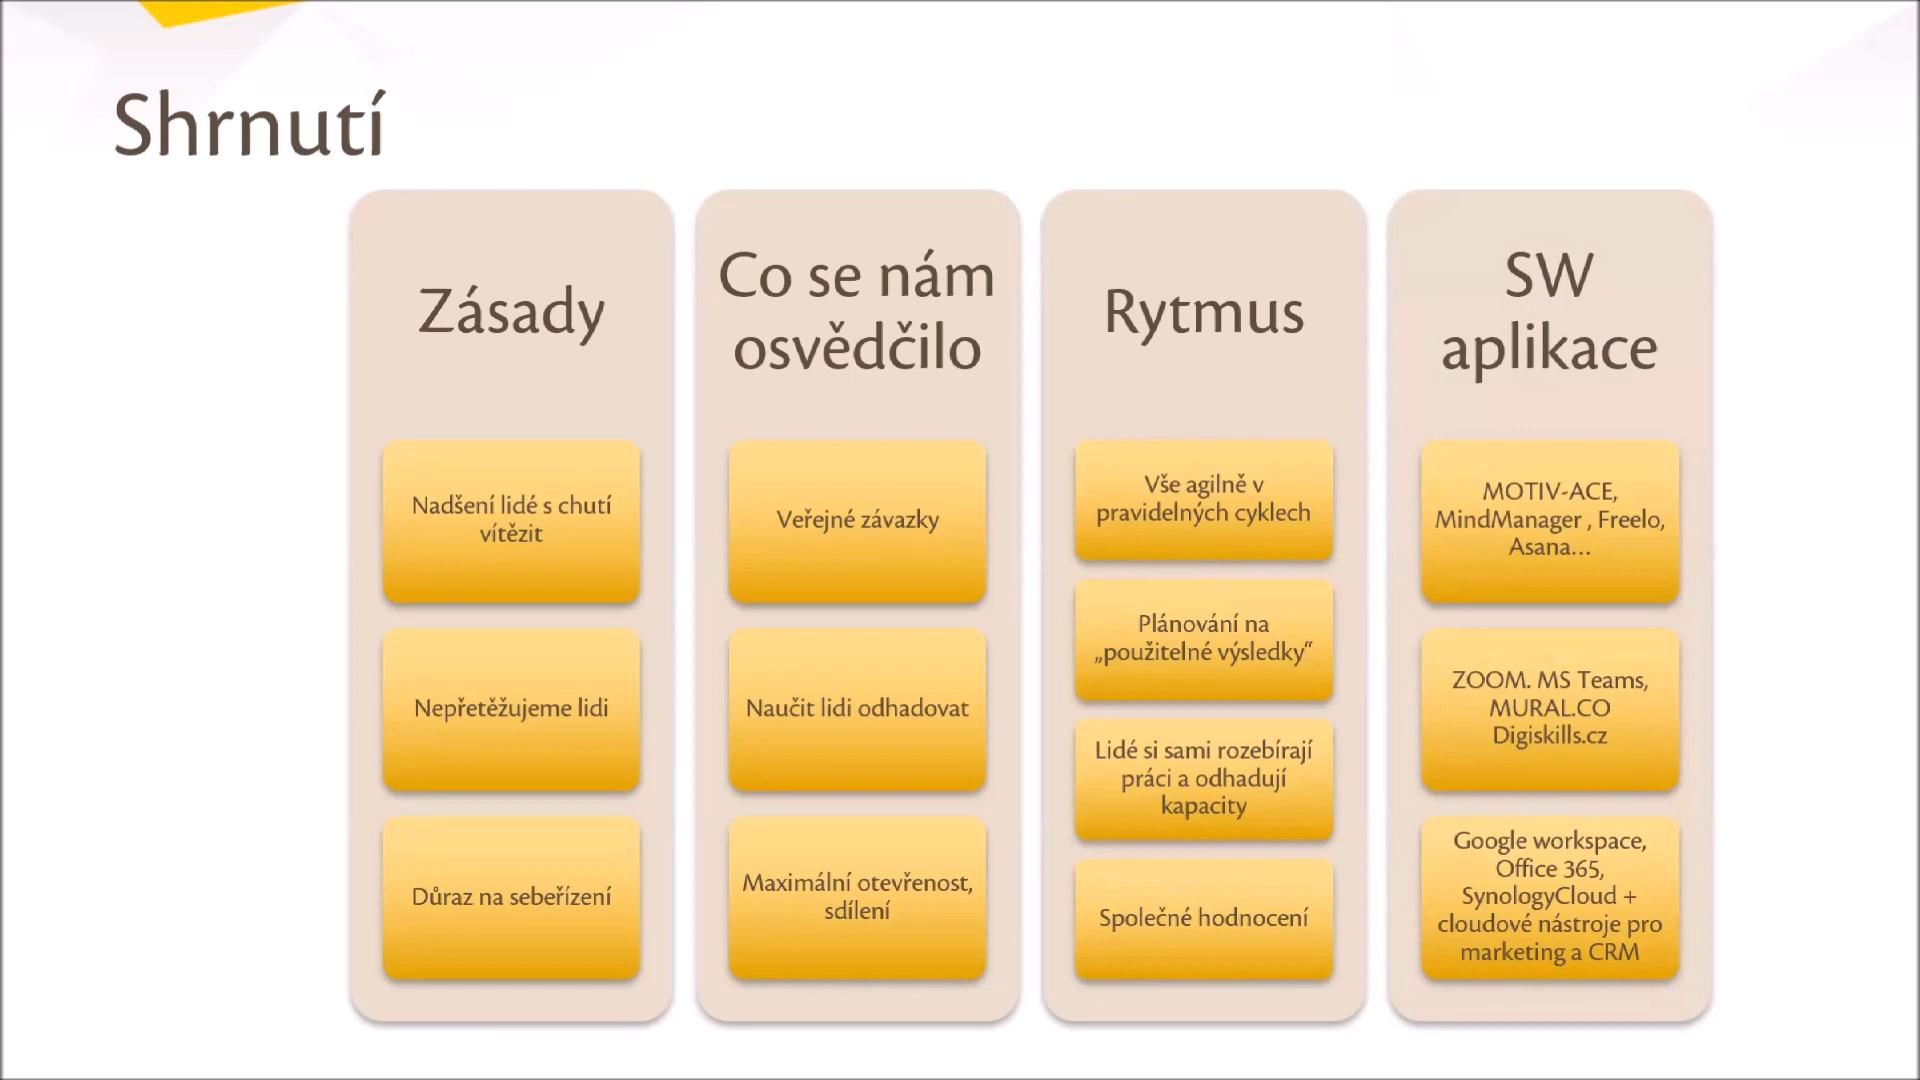 Shrnutí
Zásady
Nadšení lidé s chutí
vítězit
Nepřetěžujeme lidi
Důraz na sebeřízení
Co se nám
osvědčilo
Veřejné závazky
Naučit lidi odhadovat
Maximální otevřenost,
sdílení
Rytmus
Vše agilně v
pravidelných cyklech
Plánování na
„použitelné výsledky“
Lidé si sami rozebírají
práci a odhadují
kapacity
Společné hodnocení
SW
aplikace
MOTIV-ACE,
MindManager , Freelo,
Asana...
ZOOM. MS Teams,
MURAL.CO
Digiskills.cz
Google workspace,
Office 365,
SynologyCloud +
cloudové nástroje pro
marketing a CRM